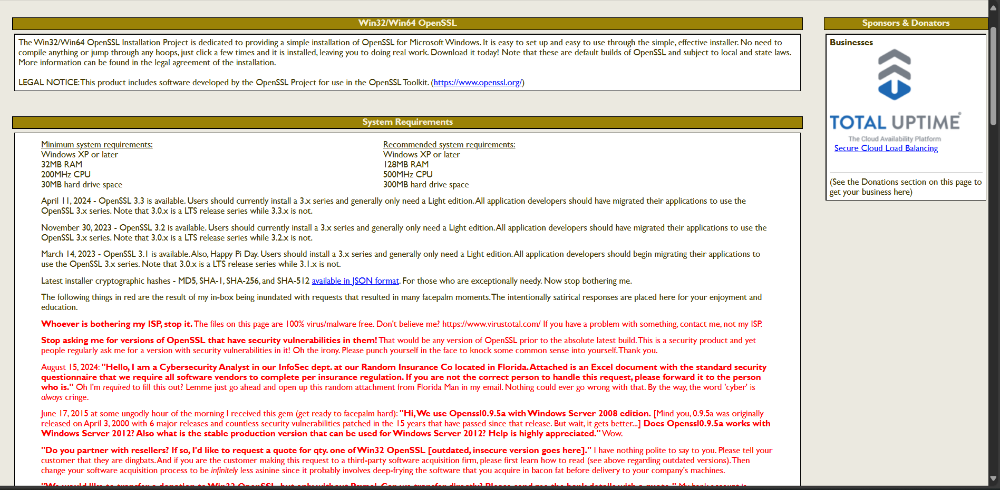 Win32/Win64 OpenSSL
The Win32/Win64 OpenSSL Installation Project is dedicated to providing a simple installation of OpenSSL for Microsoft Windows. It is easy to set up and easy to use through the simple, effective installer. No need to
compile anything or jump through any hoops, just click a few times and it is installed, leaving you to doing real work. Download it today! Note that these are default builds of OpenSSL and subject to local and state laws.
More information can be found in the legal agreement of the installation.
LEGAL NOTICE: This product includes software developed by the OpenSSL Project for use in the OpenSSL Toolkit. (https://www.openssl.org/)
System Requirements
Minimum system requirements:
Windows XP or later
32MB RAM
200MHz CPU
30MB hard drive space
Recommended system requirements:
Windows XP or later
128MB RAM
500MHz CPU
300MB hard drive space
April 11, 2024 - OpenSSL 3.3 is available. Users should currently install a 3.x series and generally only need a Light edition. All application developers should have migrated their applications to use the
OpenSSL 3.x series. Note that 3.0.x is a LTS release series while 3.3.x is not.
November 30, 2023 - OpenSSL 3.2 is available. Users should currently install a 3.x series and generally only need a Light edition. All application developers should have migrated their applications to use the
OpenSSL 3.x series. Note that 3.0.x is a LTS release series while 3.2.x is not.
March 14, 2023 - OpenSSL 3.1 is available. Also, Happy Pi Day. Users should install a 3.x series and generally only need a Light edition. All application developers should begin migrating their applications to
use the OpenSSL 3.x series. Note that 3.0.x is a LTS release series while 3.1.x is not.
Latest installer cryptographic hashes - MD5, SHA-1, SHA-256, and SHA-512 available in JSON format. For those who are exceptionally needy. Now stop bothering me.
The following things in red are the result of my in-box being inundated with requests that resulted in many facepalm moments. The intentionally satirical responses are placed here for your enjoyment and
education.
Whoever is bothering my ISP, stop it. The files on this page are 100% virus/malware free. Don't believe me? https://www.virustotal.com/ If you have a problem with something, contact me, not my ISP.
Stop asking me for versions of OpenSSL that have security vulnerabilities in them! That would be any version of OpenSSL prior to the absolute latest build. This is a security product and yet
people regularly ask me for a version with security vulnerabilities in it! Oh the irony. Please punch yourself in the face to knock some common sense into yourself. Thank you.
August 15, 2024: "Hello, I am a Cybersecurity Analyst in our InfoSec dept. at our Random Insurance Co located in Florida. Attached is an Excel document with the standard security
questionnaire that we require all software vendors to complete per insurance regulation. If you are not the correct person to handle this request, please forward it to the person
who is." Oh I'm required to fill this out? Lemme just go ahead and open up this random attachment from Florida Man in my email. Nothing could ever go wrong with that. By the way, the word 'cyber' is
always cringe.
June 17, 2015 at some ungodly hour of the morning I received this gem (get ready to facepalm hard): "Hi, We use Openssl0.9.5a with Windows Server 2008 edition. [Mind you, 0.9.5a was originally
released on April 3, 2000 with 6 major releases and countless security vulnerabilities patched in the 15 years that have passed since that release. But wait, it gets better...] Does Openssl0.9.5a works with
Windows Server 2012? Also what is the stable production version that can be used for Windows Server 2012? Help is highly appreciated." Wow.
"Do you partner with resellers? If so, I'd like to request a quote for qty. one of Win32 OpenSSL [outdated, insecure version goes here]." I have nothing polite to say to you. Please tell your
customer that they are dingbats. And if you are the customer making this request to a third-party software acquisition firm, please first learn how to read (see above regarding outdated versions). Then
change your software acquisition process to be infinitely less asinine since it probably involves deep-frying the software that you acquire in bacon fat before delivery to your company's machines.
"We would like to transfer a donation to Win32 OpenSSL, but only without Paypal. Can we transfer directly? Please send me the bank details with a quote." My bank account is
Sponsors & Donators
Businesses
TOTAL UPTIME®
The Cloud Availability Platform
Secure Cloud Load Balancing
(See the Donations section on this page to
get your business here)